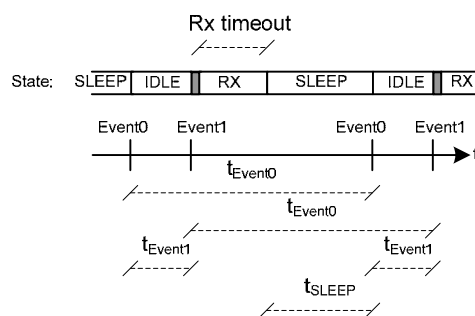 Rx timeout
State: SLEEP IDLE RX SLEEP IDLE RX
Event0 Event1 Event0 Event1
t
tEvent0
tEvent0
tEvent1 tEvent1
tSLEEP